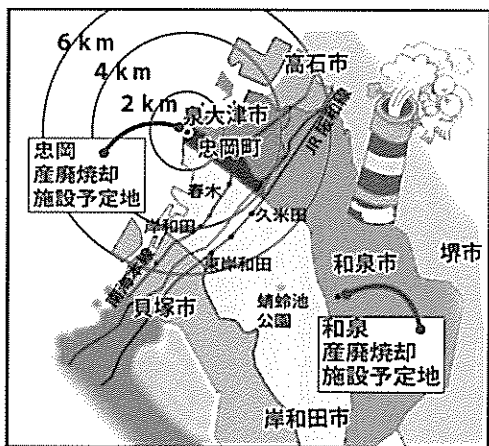 6km
4km
2km
高石市
泉大津市
忠岡町
JR阪和線
忠岡
産廃焼却
施設予定地
春木
久米田
岸和田
東岸和田
南海本線
和泉市
堺市
貝塚市
蜻蛉池
公園
和泉
産廃焼却
施設予定地
岸和田市